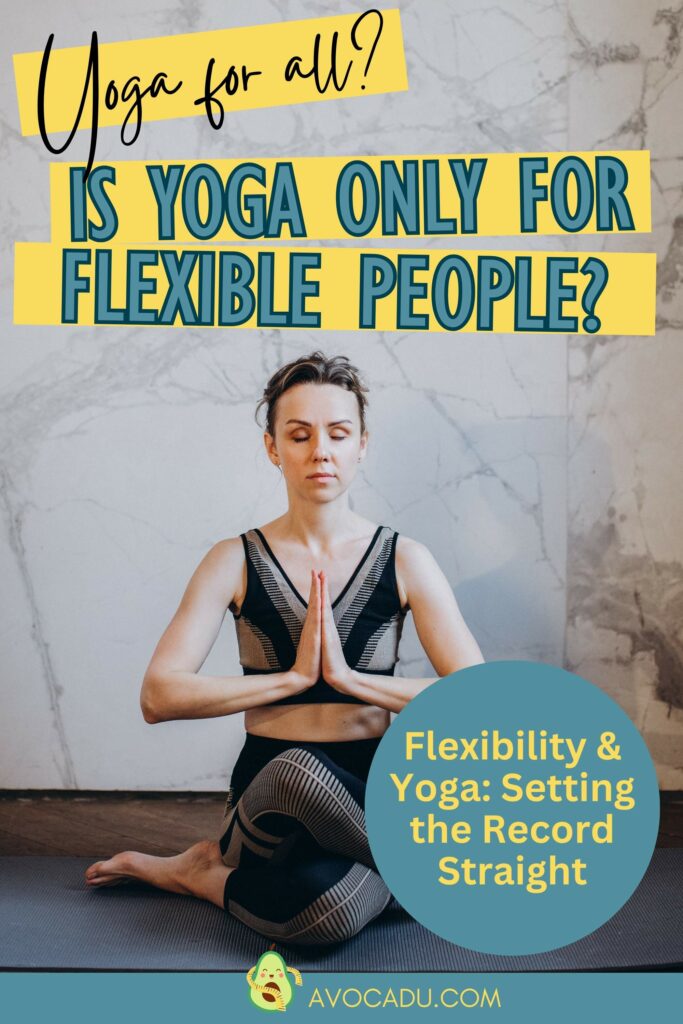 Yoga for all?
IS YOGA ONLY FOR
FLEXIBLE PEOPLE?
Flexibility &
Yoga: Setting
the Record
Straight
AVOCADU.COM